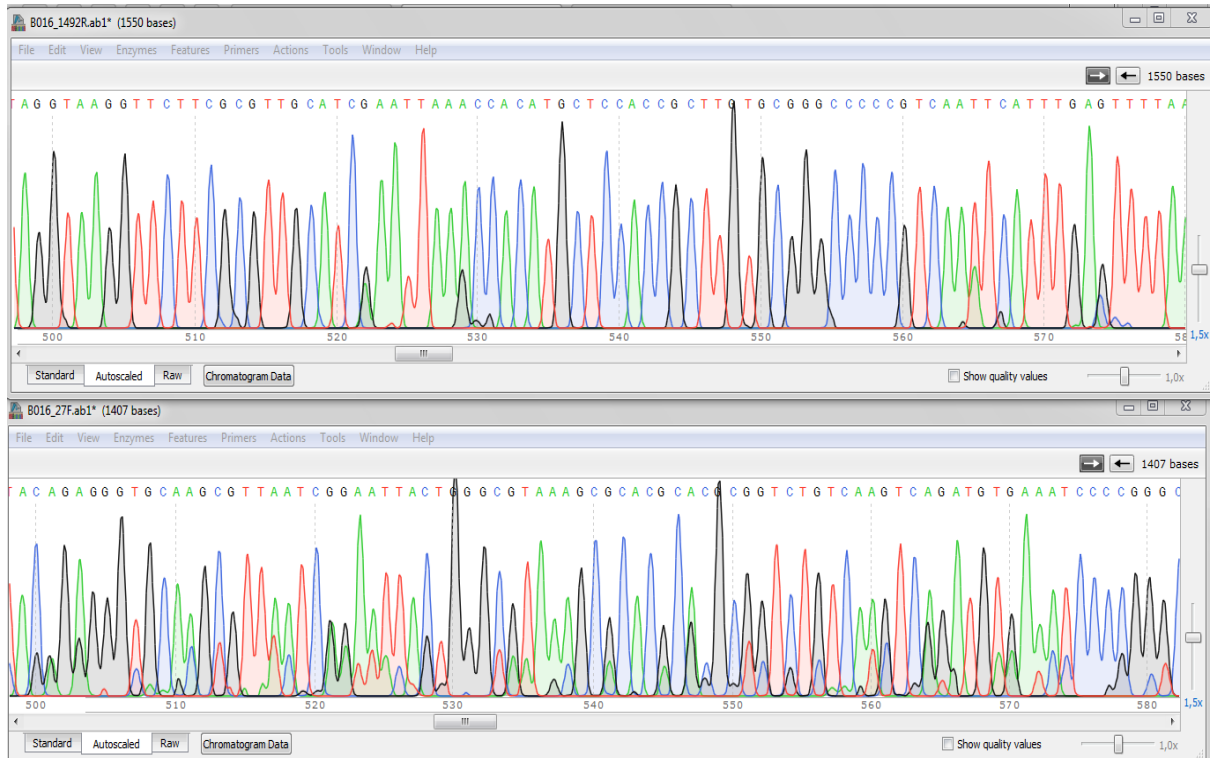 B016_1492R.ab1* (1550 bases)
File Edit View Enzymes Features Primers Actions Tools Window Help
1550 bases
TAGGTAAGGTTCTTCGCGTTGCATCGAATTAAACCACATGCTCCACCGCTTGTGCGGGCCCCCGTCAATTCATTTGAGTTTTAA
500 510 520 530 540 550 560 570 58
1,5x
Standard Autoscaled Raw Chromatogram Data Show quality values 1,0x
B016_27F.ab1* (1407 bases)
File Edit View Enzymes Features Primers Actions Tools Window Help
1407 bases
TACAGAGGGTGCAAGCGTTAATCGGAATTACTGGGCGTAAAGCGCACGCACGCGGTCTGTCAAGTCAGATGTGAAATCCCCGGGC
500 510 520 530 540 550 560 570 580
1,5x
Standard Autoscaled Raw Chromatogram Data Show quality values 1,0x